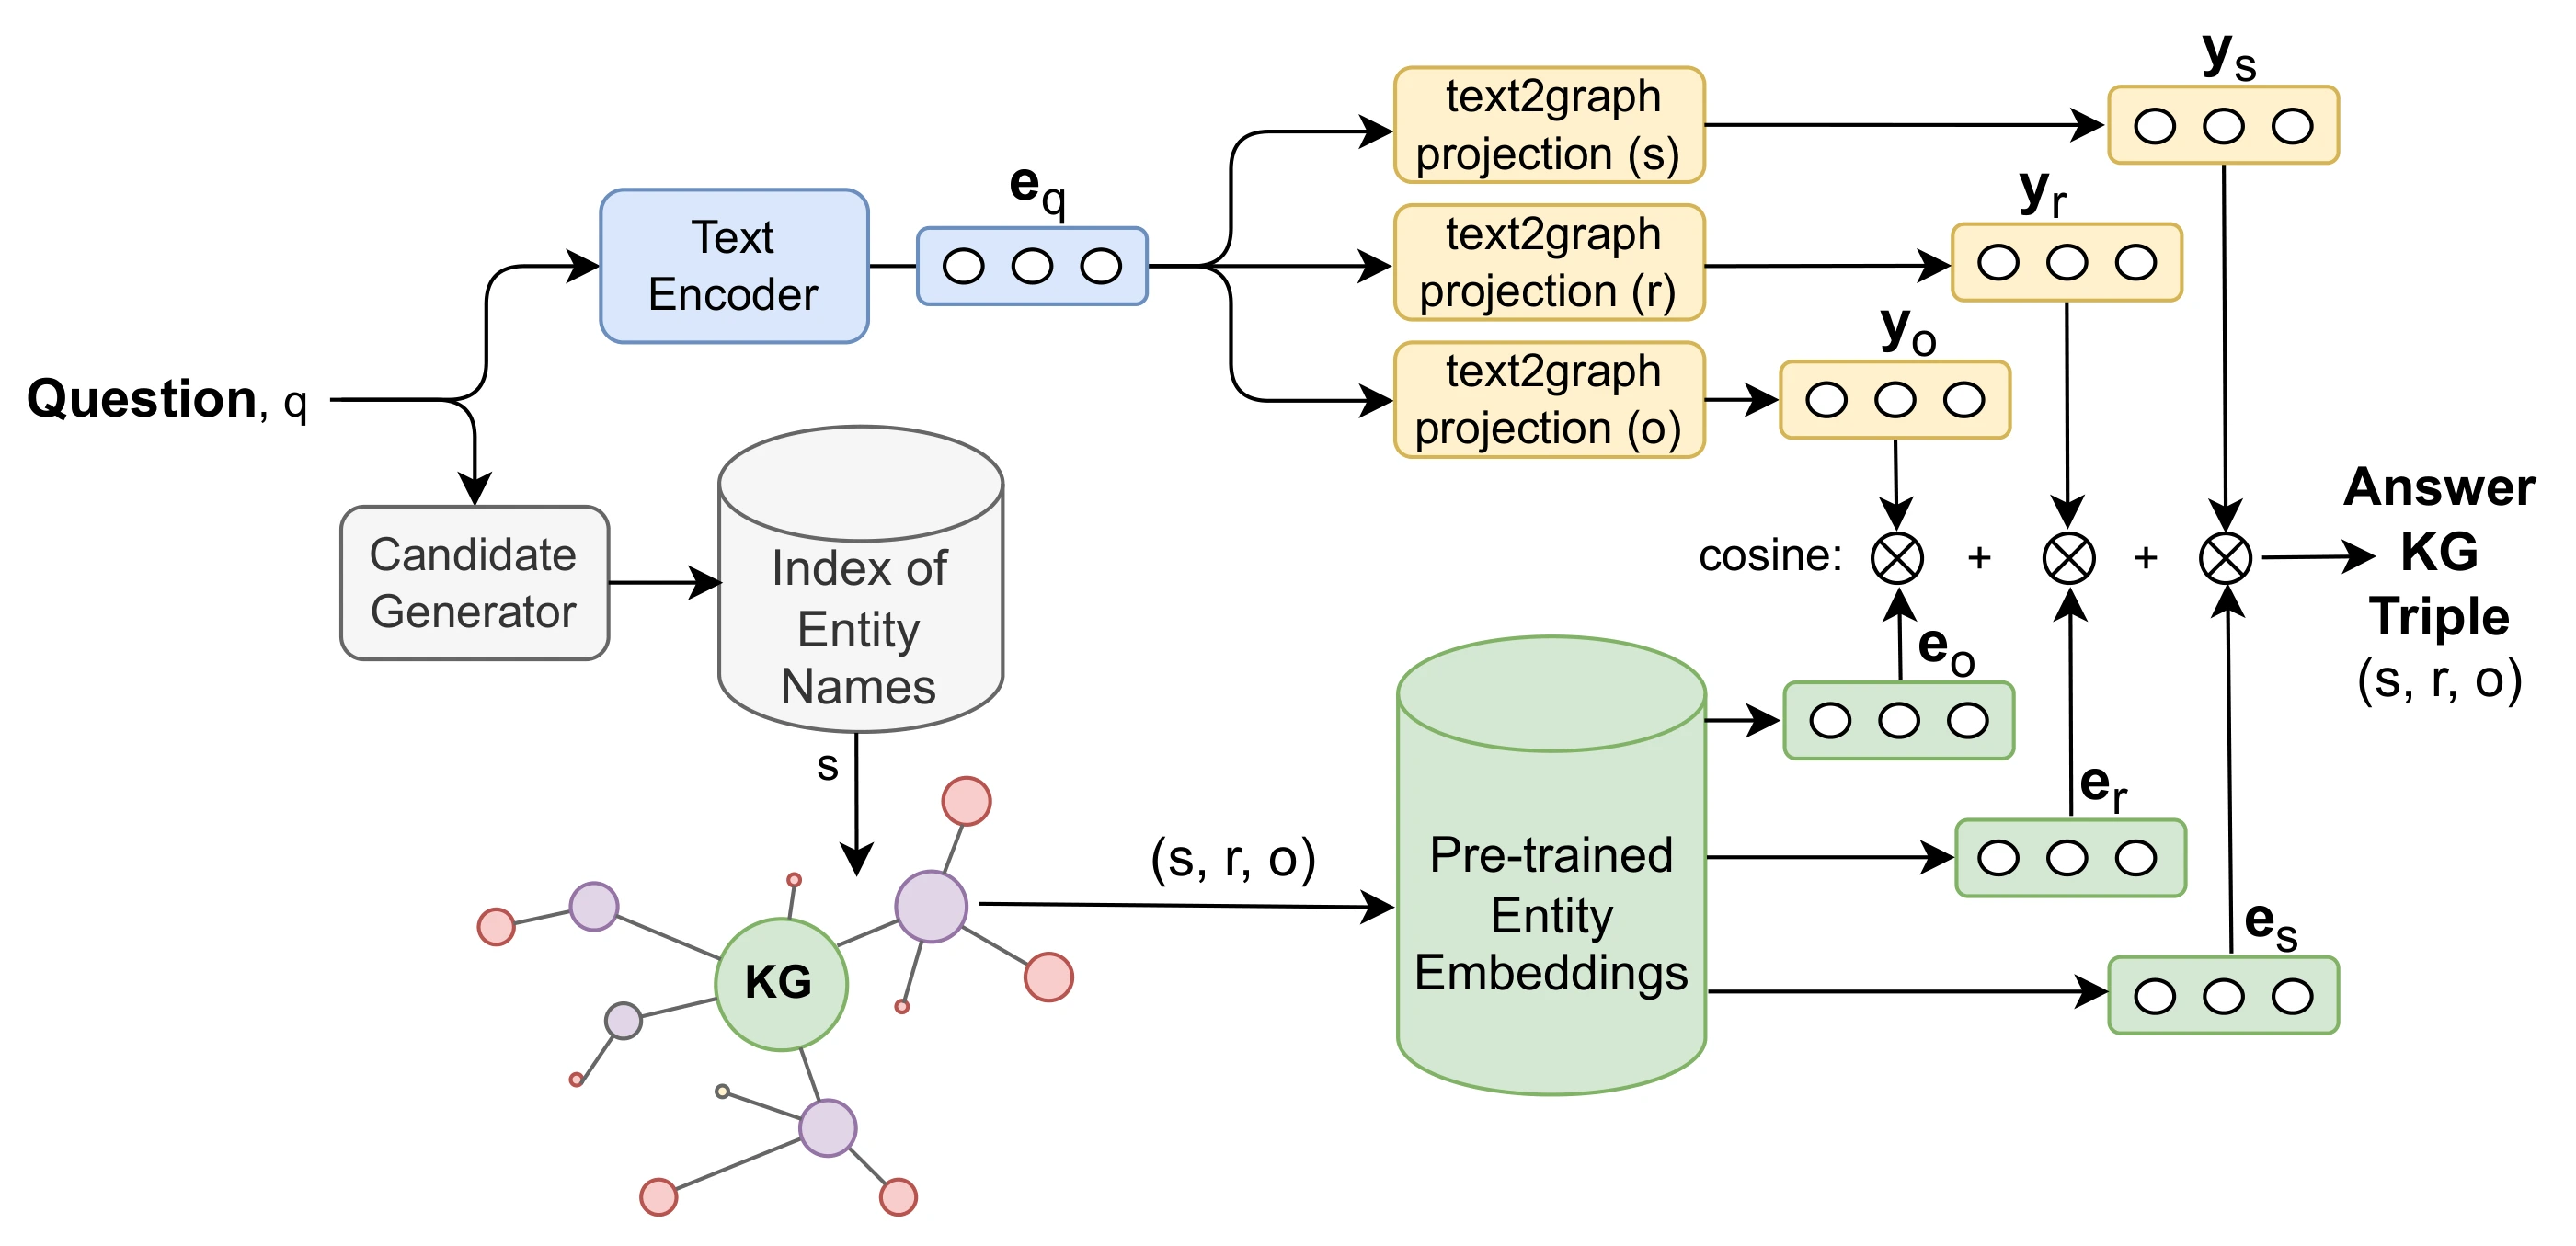 Question, q
Text
Encoder
e_q
text2graph
projection (s)
text2graph
projection (r)
text2graph
projection (o)
y_s
y_r
y_o
Candidate
Generator
Index of
Entity
Names
s
KG
(s, r, o)
Pre-trained
Entity
Embeddings
e_o
e_r
e_s
cosine:
+
+
Answer
KG
Triple
(s, r, o)